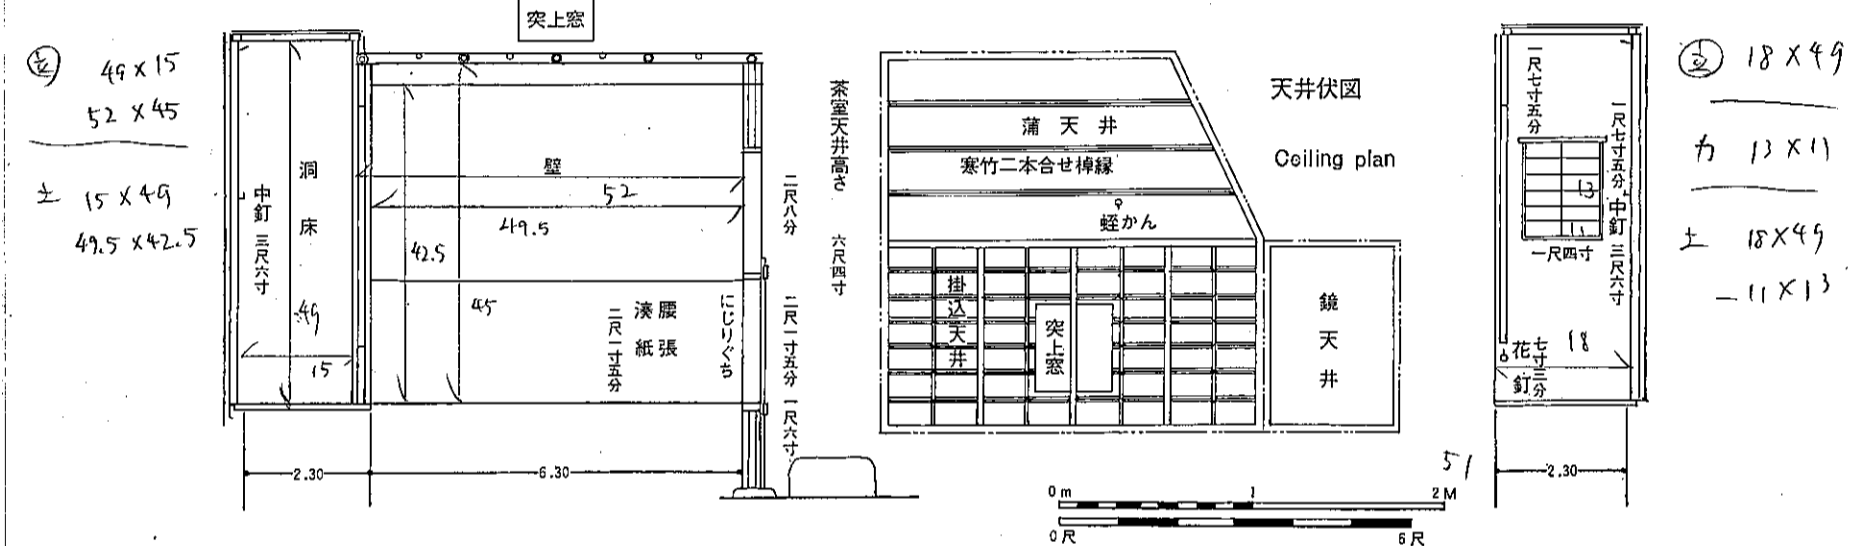 突上窓
立 49×15
52×45
土 15×49
49.5×42.5
洞床
中釘 三尺六寸
49
15
壁
52
49.5
42.5
45
腰張
湊紙
二尺一寸五分
にじりぐち
二尺八分
二尺一寸五分
一尺六寸
2.30
6.30
茶室天井高さ 六尺四寸
天井伏図
Ceiling plan
蒲天井
寒竹二本合せ棹縁
蛭かん
掛込天井
突上窓
鏡天井
51
0 m 1 2 M
0尺 6尺
一尺七寸五分
一尺七寸五分
中釘 三尺六寸
13
11
一尺四寸
花釘
七寸三分
18
2.30
立 18×49
カ 13×11
土 18×49
-11×13